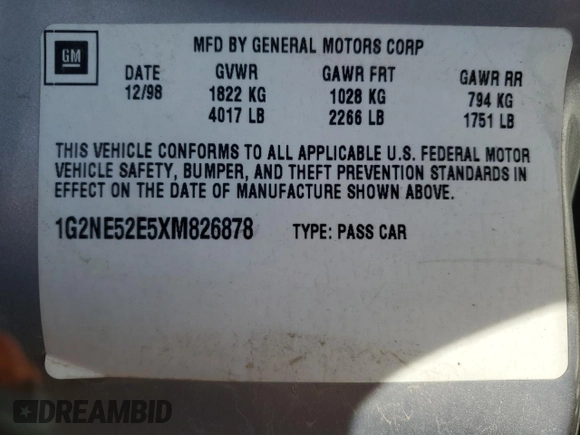 GM
MFD BY GENERAL MOTORS CORP
DATE GVWR GAWR FRT GAWR RR
12/98 1822 KG 1028 KG 794 KG
4017 LB 2266 LB 1751 LB
THIS VEHICLE CONFORMS TO ALL APPLICABLE U.S. FEDERAL MOTOR
VEHICLE SAFETY, BUMPER, AND THEFT PREVENTION STANDARDS IN
EFFECT ON THE DATE OF MANUFACTURE SHOWN ABOVE.
1G2NE52E5XM826878 TYPE: PASS CAR
DREAMBID